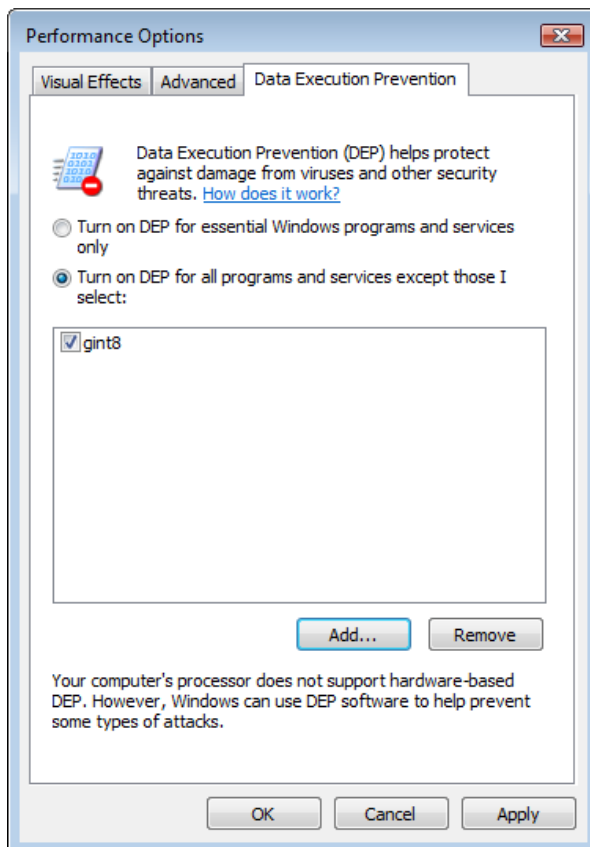 Performance Options
Visual Effects Advanced Data Execution Prevention
Data Execution Prevention (DEP) helps protect
against damage from viruses and other security
threats. How does it work?
Turn on DEP for essential Windows programs and services
only
Turn on DEP for all programs and services except those I
select:
gint8
Add... Remove
Your computer's processor does not support hardware-based
DEP. However, Windows can use DEP software to help prevent
some types of attacks.
OK Cancel Apply